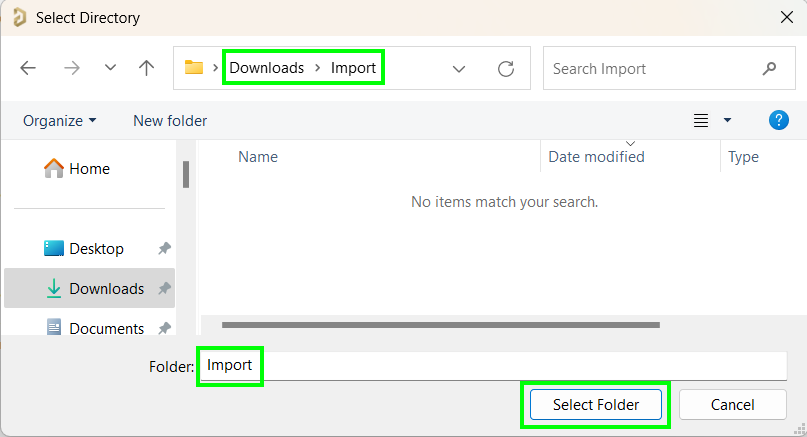 Select Directory
Downloads > Import
Search Import
Organize
New folder
?
Home
Name
Date modified
Type
No items match your search.
Desktop
Downloads
Documents
Folder:
Import
Select Folder
Cancel